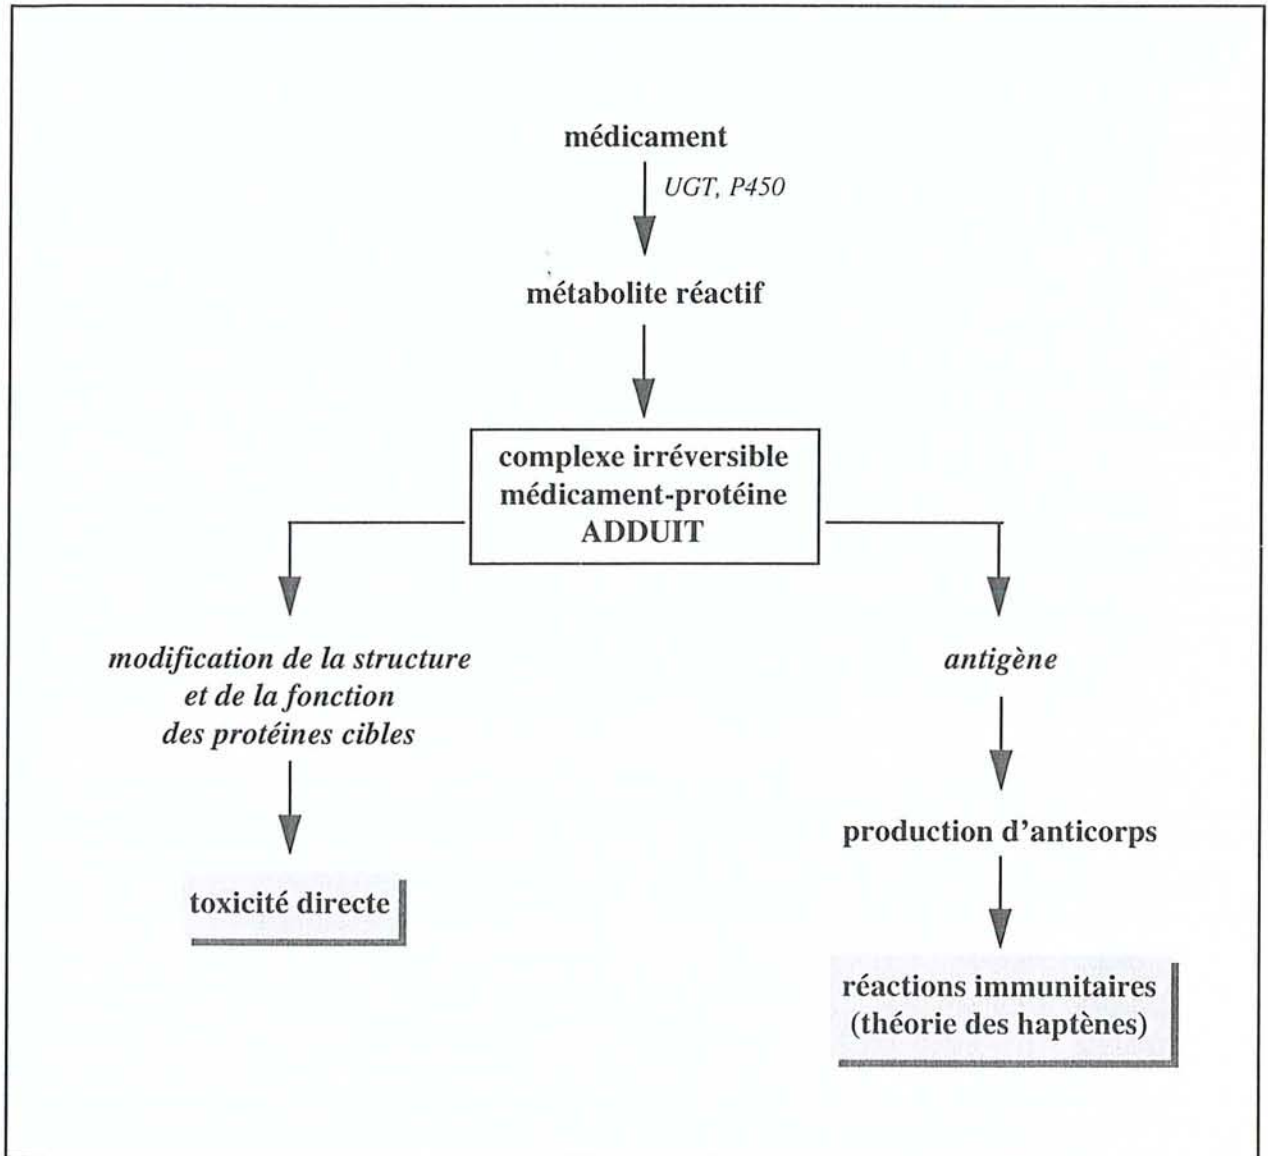 médicament
UGT, P450
métabolite réactif
complexe irréversible
médicament-protéine
ADDUIT
modification de la structure
et de la fonction
des protéines cibles
toxicité directe
antigène
production d'anticorps
réactions immunitaires
(théorie des haptènes)